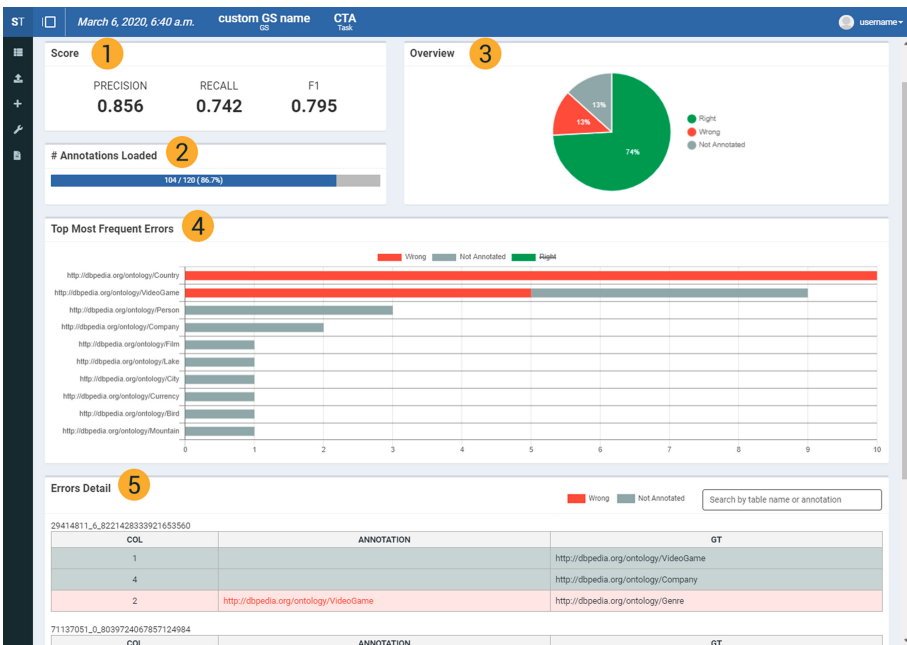 ST March 6, 2020, 6:40 a.m. custom GS name CTA username
GS Task
Score 1
PRECISION RECALL F1
0.856 0.742 0.795
# Annotations Loaded 2
104 / 120 ( 86.7%)
Overview 3
13%
13%
74%
Right
Wrong
Not Annotated
Top Most Frequent Errors 4
Wrong Not Annotated Right
http://dbpedia.org/ontology/Country
http://dbpedia.org/ontology/VideoGame
http://dbpedia.org/ontology/Person
http://dbpedia.org/ontology/Company
http://dbpedia.org/ontology/Film
http://dbpedia.org/ontology/Lake
http://dbpedia.org/ontology/City
http://dbpedia.org/ontology/Currency
http://dbpedia.org/ontology/Bird
http://dbpedia.org/ontology/Mountain
0 1 2 3 4 5 6 7 8 9 10
Errors Detail 5
Wrong Not Annotated Search by table name or annotation
29414811_6_8221428333921653560
COL ANNOTATION GT
1 http://dbpedia.org/ontology/VideoGame
4 http://dbpedia.org/ontology/Company
2 http://dbpedia.org/ontology/VideoGame http://dbpedia.org/ontology/Genre
71137051_0_8039724067857124984
COL ANNOTATION GT